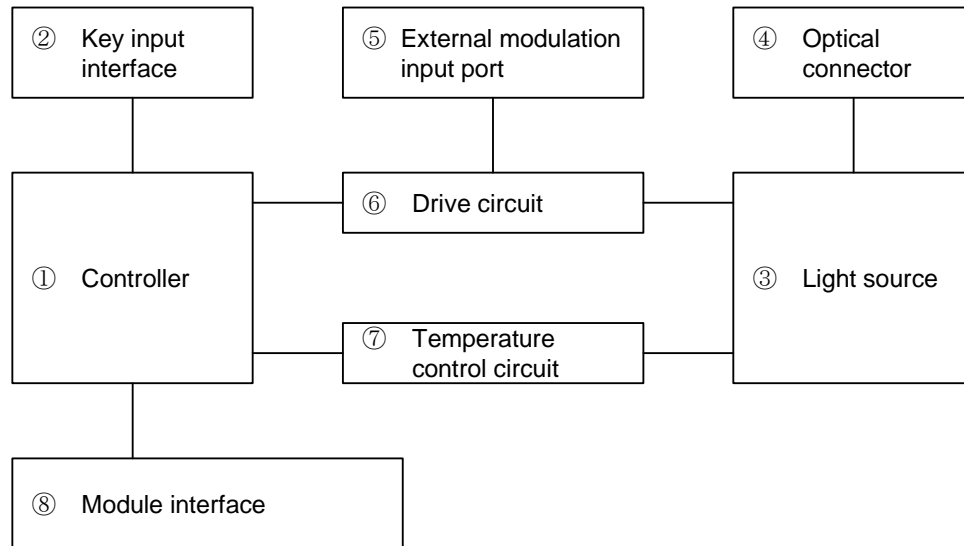 ② Key input
interface
⑤ External modulation
input port
④ Optical
connector
⑥ Drive circuit
① Controller
③ Light source
⑦ Temperature
control circuit
⑧ Module interface